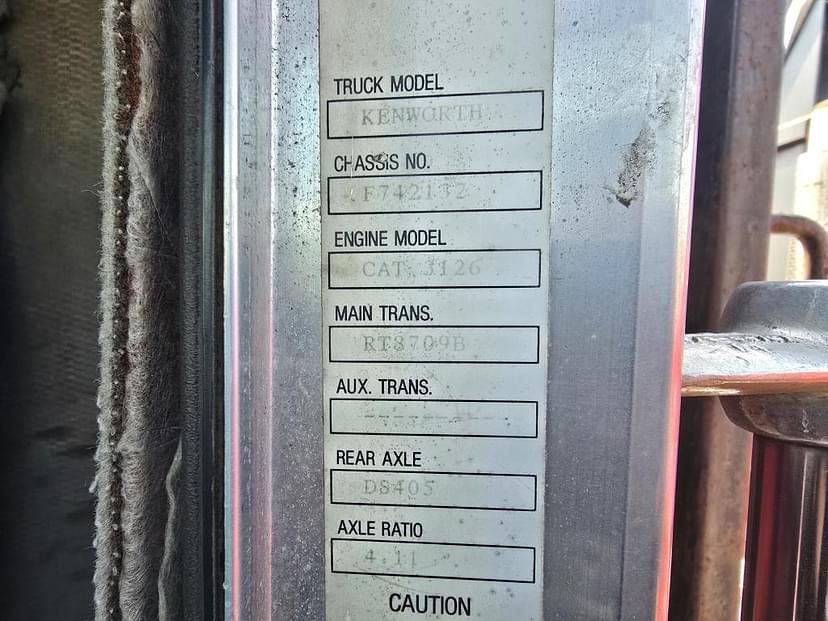 TRUCK MODEL
KENWORTH
CHASSIS NO.
F742132
ENGINE MODEL
CAT 3126
MAIN TRANS.
RT8709B
AUX. TRANS.
REAR AXLE
DS405
AXLE RATIO
4.11
CAUTION